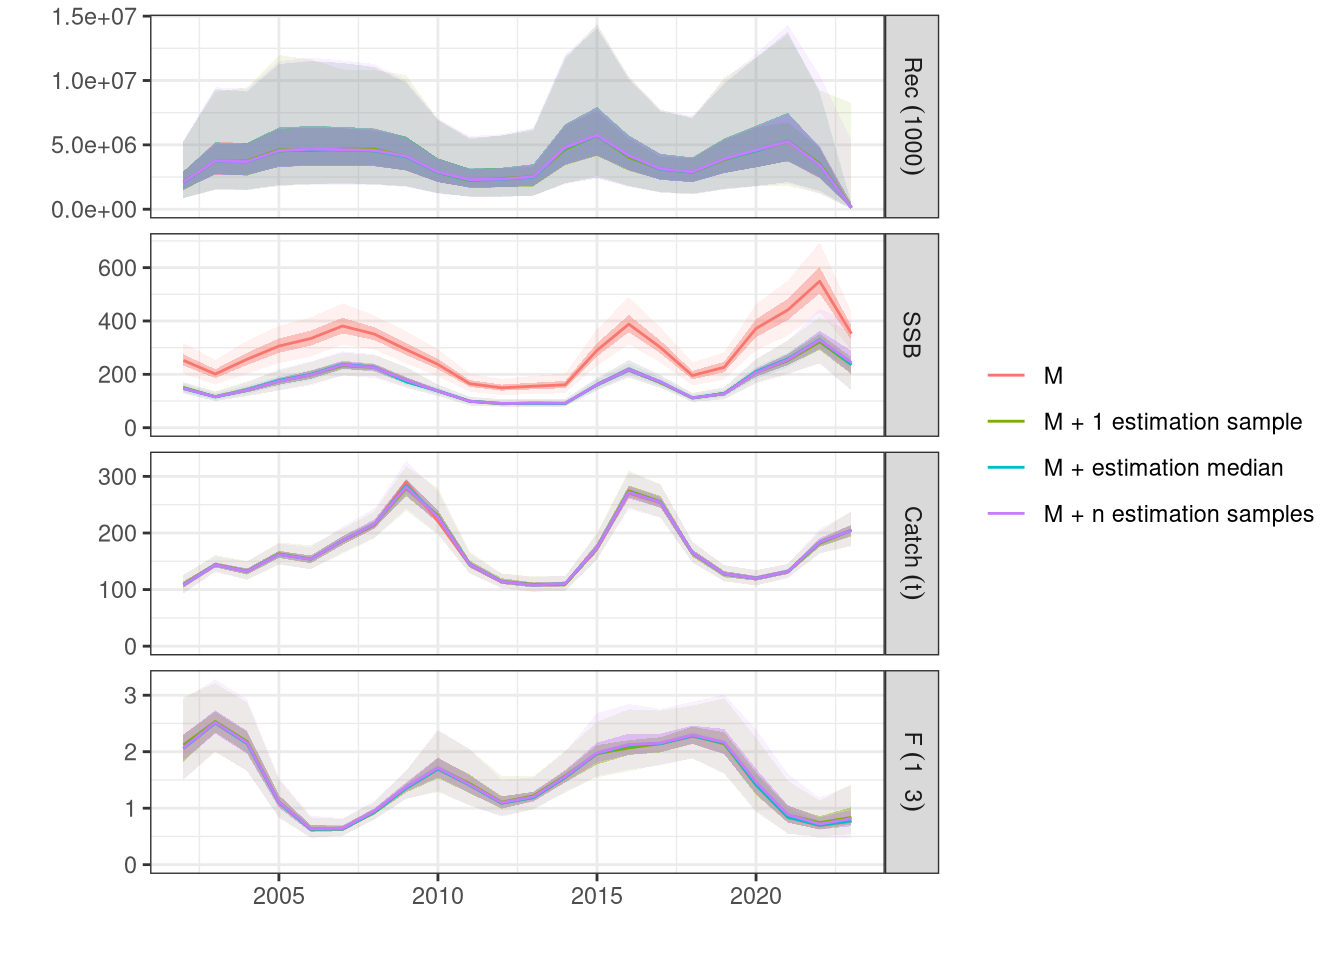 1.5e+07
1.0e+07
5.0e+06
0.0e+00
Rec (1000)
600
400
200
0
SSB
300
200
100
0
Catch (t)
3
2
1
0
F (1 3)
2005 2010 2015 2020
M
M + 1 estimation sample
M + estimation median
M + n estimation samples